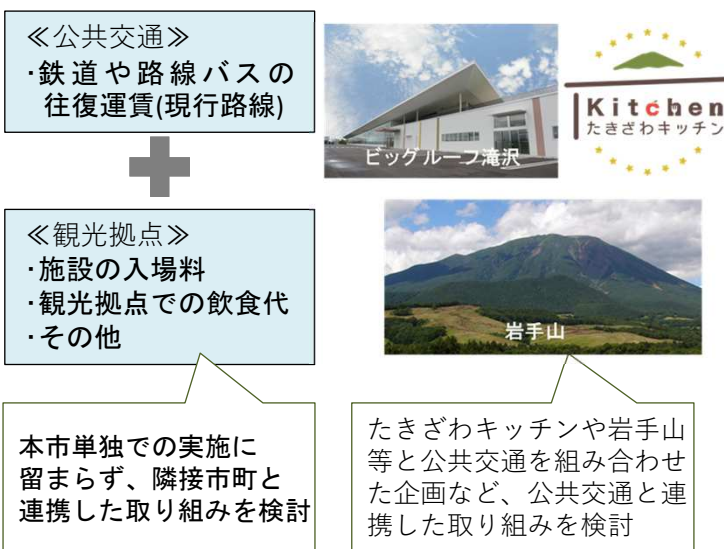 ≪公共交通≫
・鉄道や路線バスの
往復運賃(現行路線)
ビッグルーフ滝沢
Kitchen
たきざわキッチン
≪観光拠点≫
・施設の入場料
・観光拠点での飲食代
・その他
岩手山
本市単独での実施に
留まらず、隣接市町と
連携した取り組みを検討
たきざわキッチンや岩手山
等と公共交通を組み合わせ
た企画など、公共交通と連
携した取り組みを検討